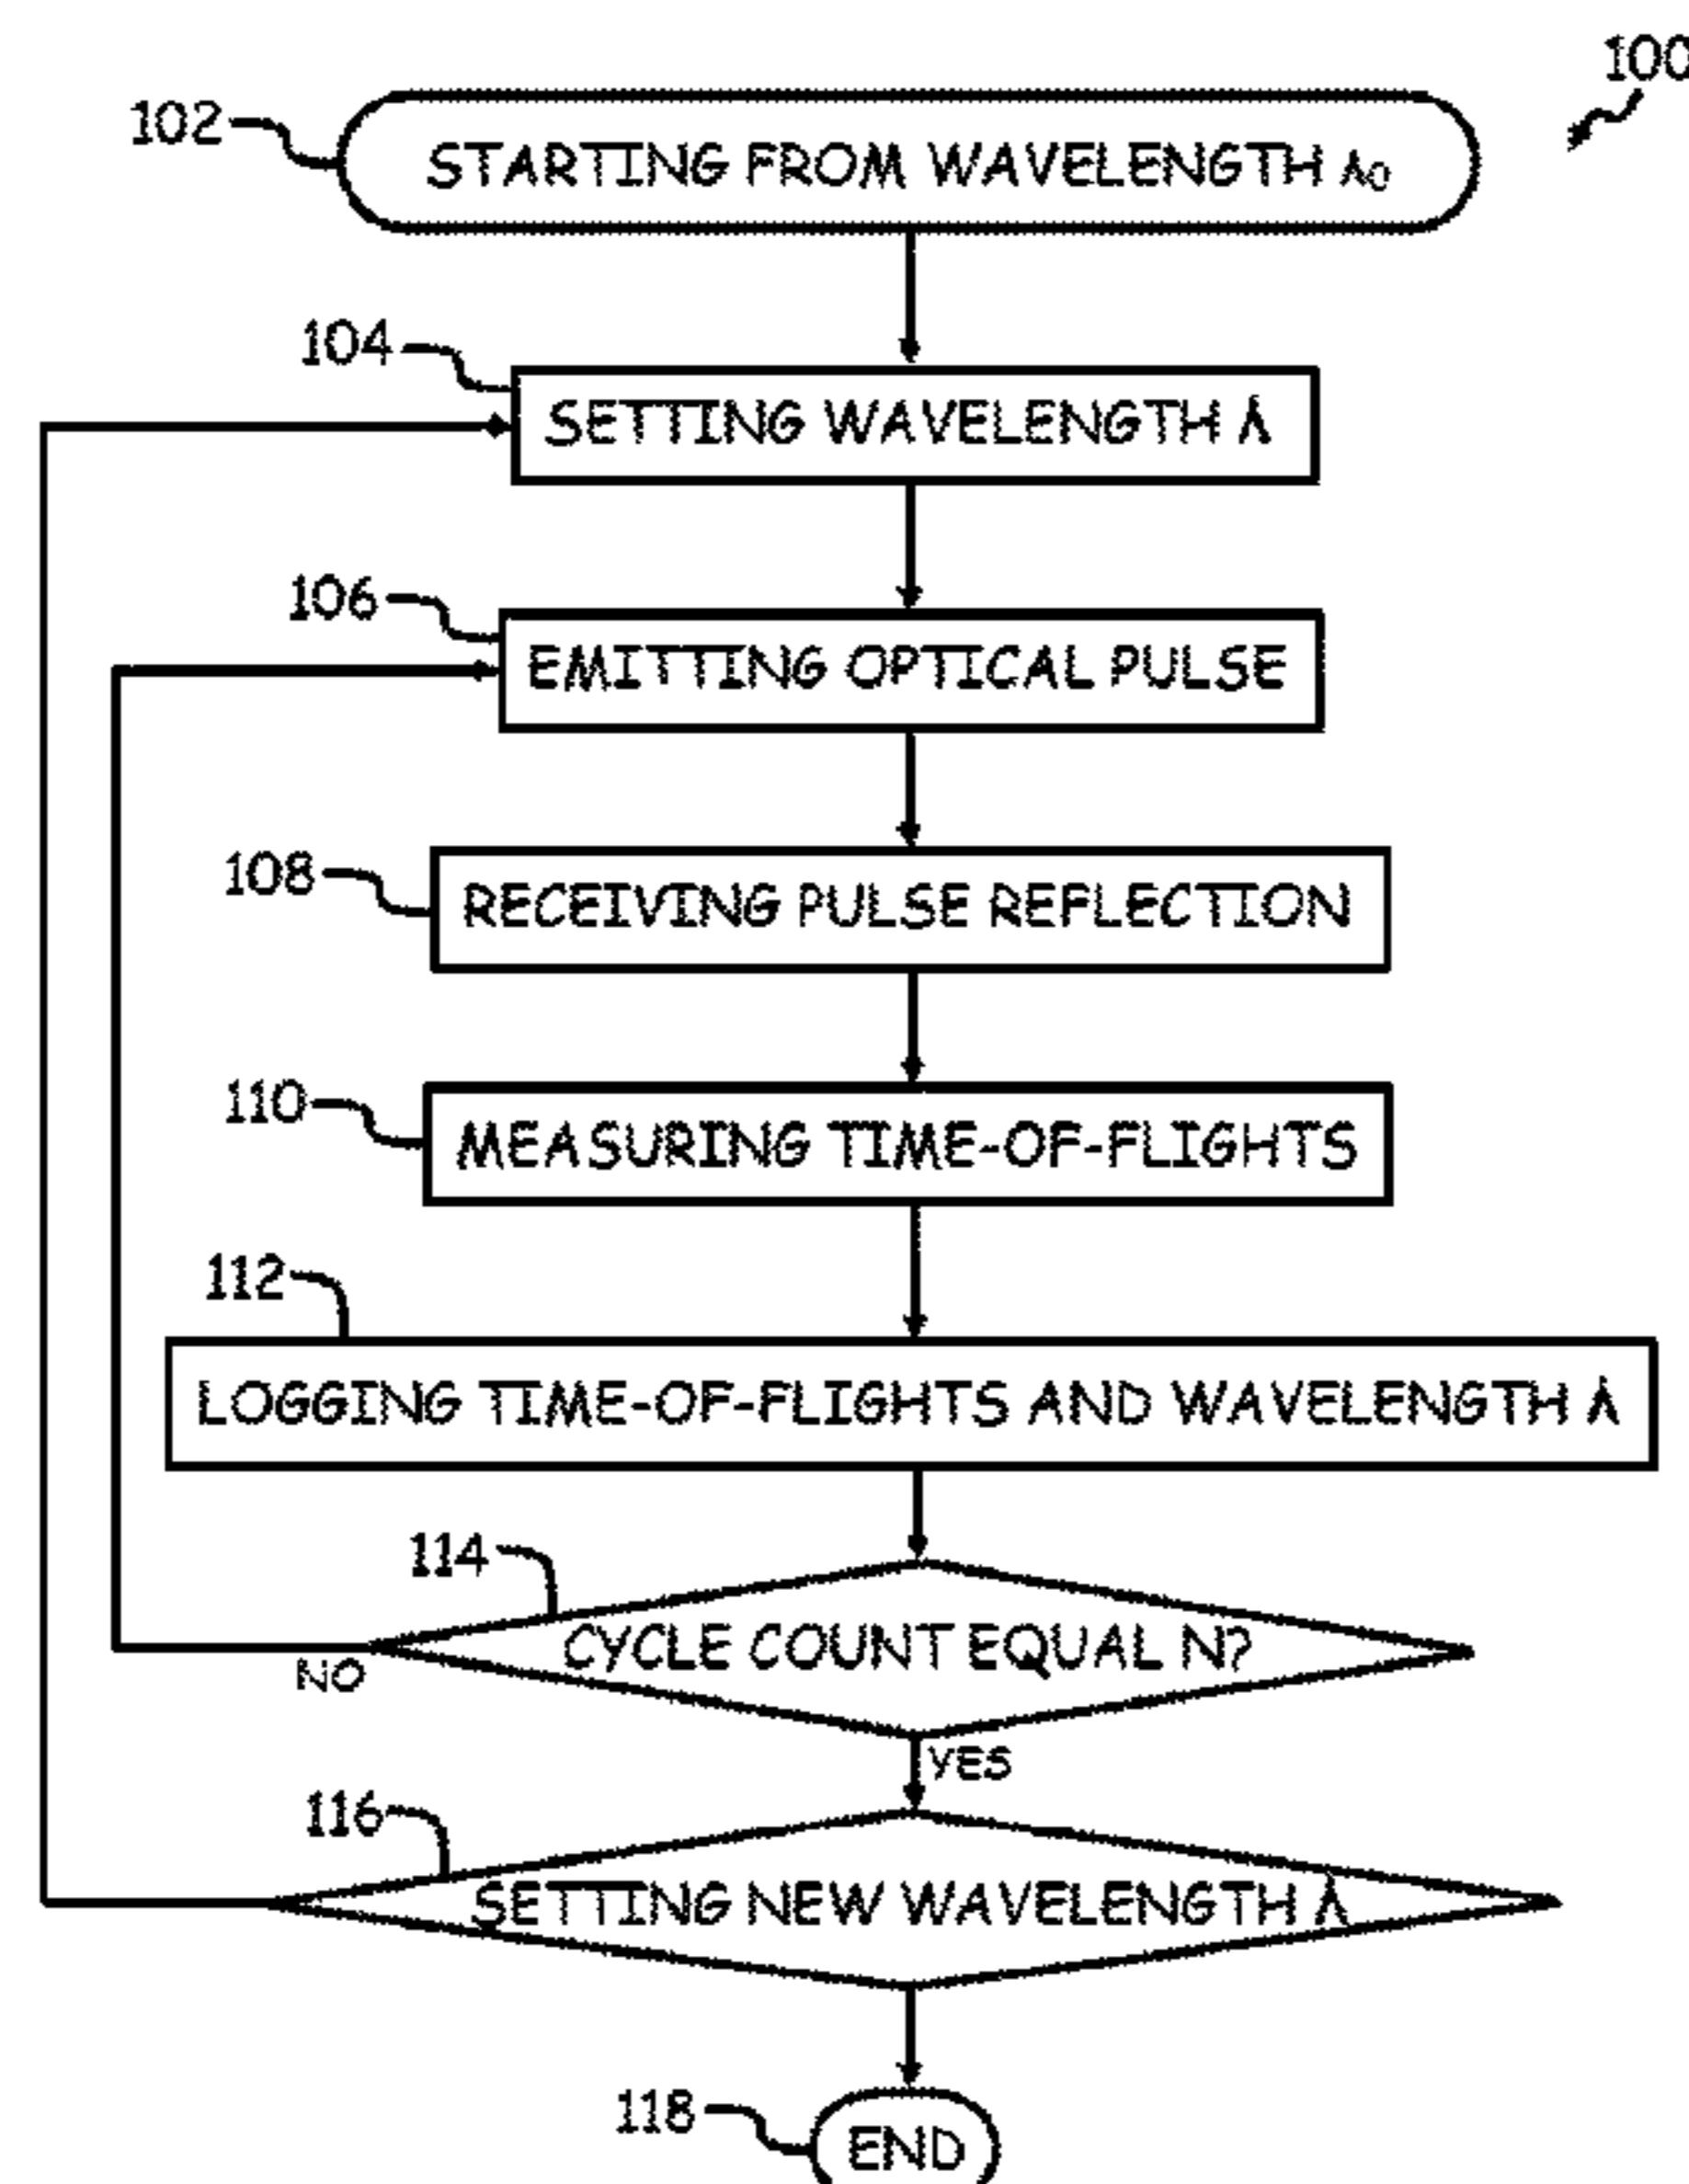 100
102
STARTING FROM WAVELENGTH λ0
104
SETTING WAVELENGTH λ
106
EMITTING OPTICAL PULSE
108
RECEIVING PULSE REFLECTION
110
MEASURING TIME-OF-FLIGHTS
112
LOGGING TIME-OF-FLIGHTS AND WAVELENGTH λ
114
CYCLE COUNT EQUAL N?
NO
YES
116
SETTING NEW WAVELENGTH λ
118
END